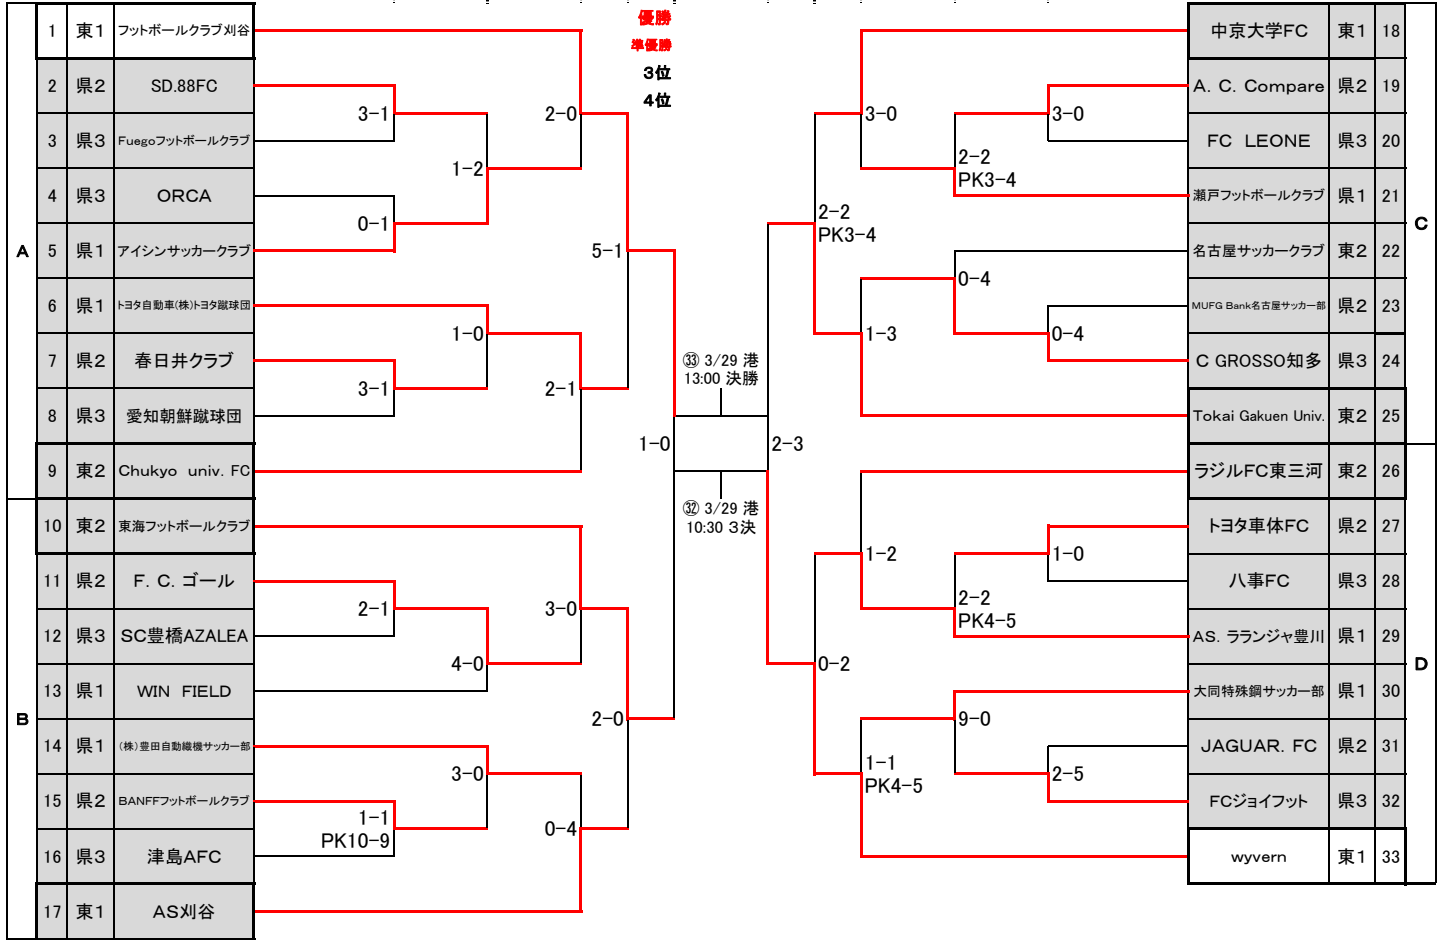 優勝
準優勝
3位
4位
A
1 東1 フットボールクラブ刈谷
2 県2 SD.88FC
3 県3 Fuegoフットボールクラブ
4 県3 ORCA
5 県1 アイシンサッカークラブ
6 県1 トヨタ自動車(株)トヨタ蹴球団
7 県2 春日井クラブ
8 県3 愛知朝鮮蹴球団
9 東2 Chukyo univ. FC
B
10 東2 東海フットボールクラブ
11 県2 F. C. ゴール
12 県3 SC豊橋AZALEA
13 県1 WIN FIELD
14 県1 (株)豊田自動織機サッカー部
15 県2 BANFFフットボールクラブ
16 県3 津島AFC
17 東1 AS刈谷
3-1
0-1
1-2
2-0
1-0
3-1
2-1
5-1
2-1
4-0
3-0
3-0
1-1
PK10-9
0-4
2-0
1-0
㉝ 3/29 港
13:00 決勝
㉜ 3/29 港
10:30 3決
2-3
2-2
PK3-4
3-0
2-2
PK3-4
3-0
0-4
1-3
0-4
1-2
2-2
PK4-5
1-0
0-2
9-0
1-1
PK4-5
2-5
C
中京大学FC 東1 18
A. C. Compare 県2 19
FC LEONE 県3 20
瀬戸フットボールクラブ 県1 21
名古屋サッカークラブ 東2 22
MUFG Bank名古屋サッカー部 県2 23
C GROSSO知多 県3 24
Tokai Gakuen Univ. 東2 25
D
ラジルFC東三河 東2 26
トヨタ車体FC 県2 27
八事FC 県3 28
AS. ラランジャ豊川 県1 29
大同特殊鋼サッカー部 県1 30
JAGUAR. FC 県2 31
FCジョイフット 県3 32
wyvern 東1 33